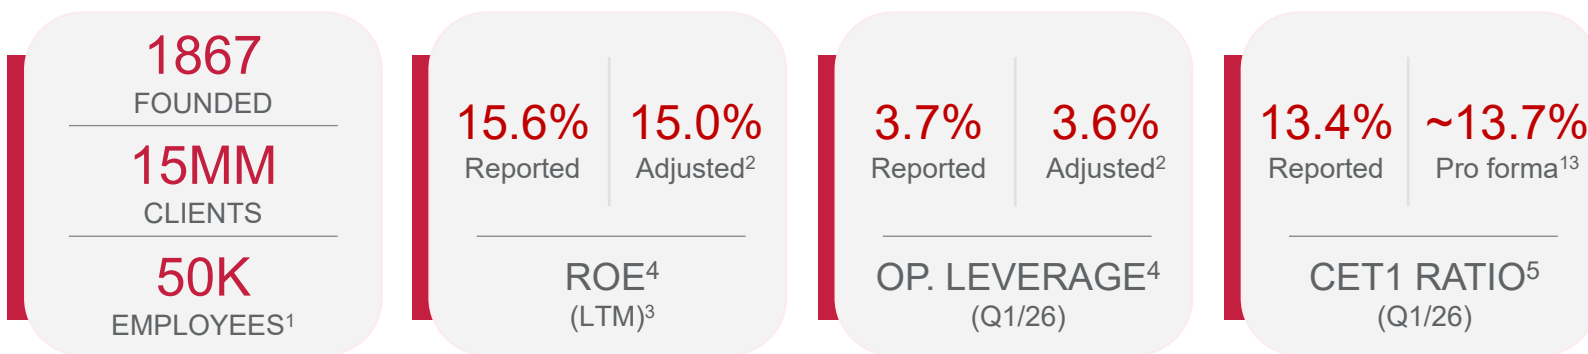 1867
FOUNDED
15MM
CLIENTS
50K
EMPLOYEES¹
15.6% 15.0%
Reported Adjusted²
ROE⁴
(LTM)³
3.7% 3.6%
Reported Adjusted²
OP. LEVERAGE⁴
(Q1/26)
13.4% ~13.7%
Reported Pro forma¹³
CET1 RATIO⁵
(Q1/26)